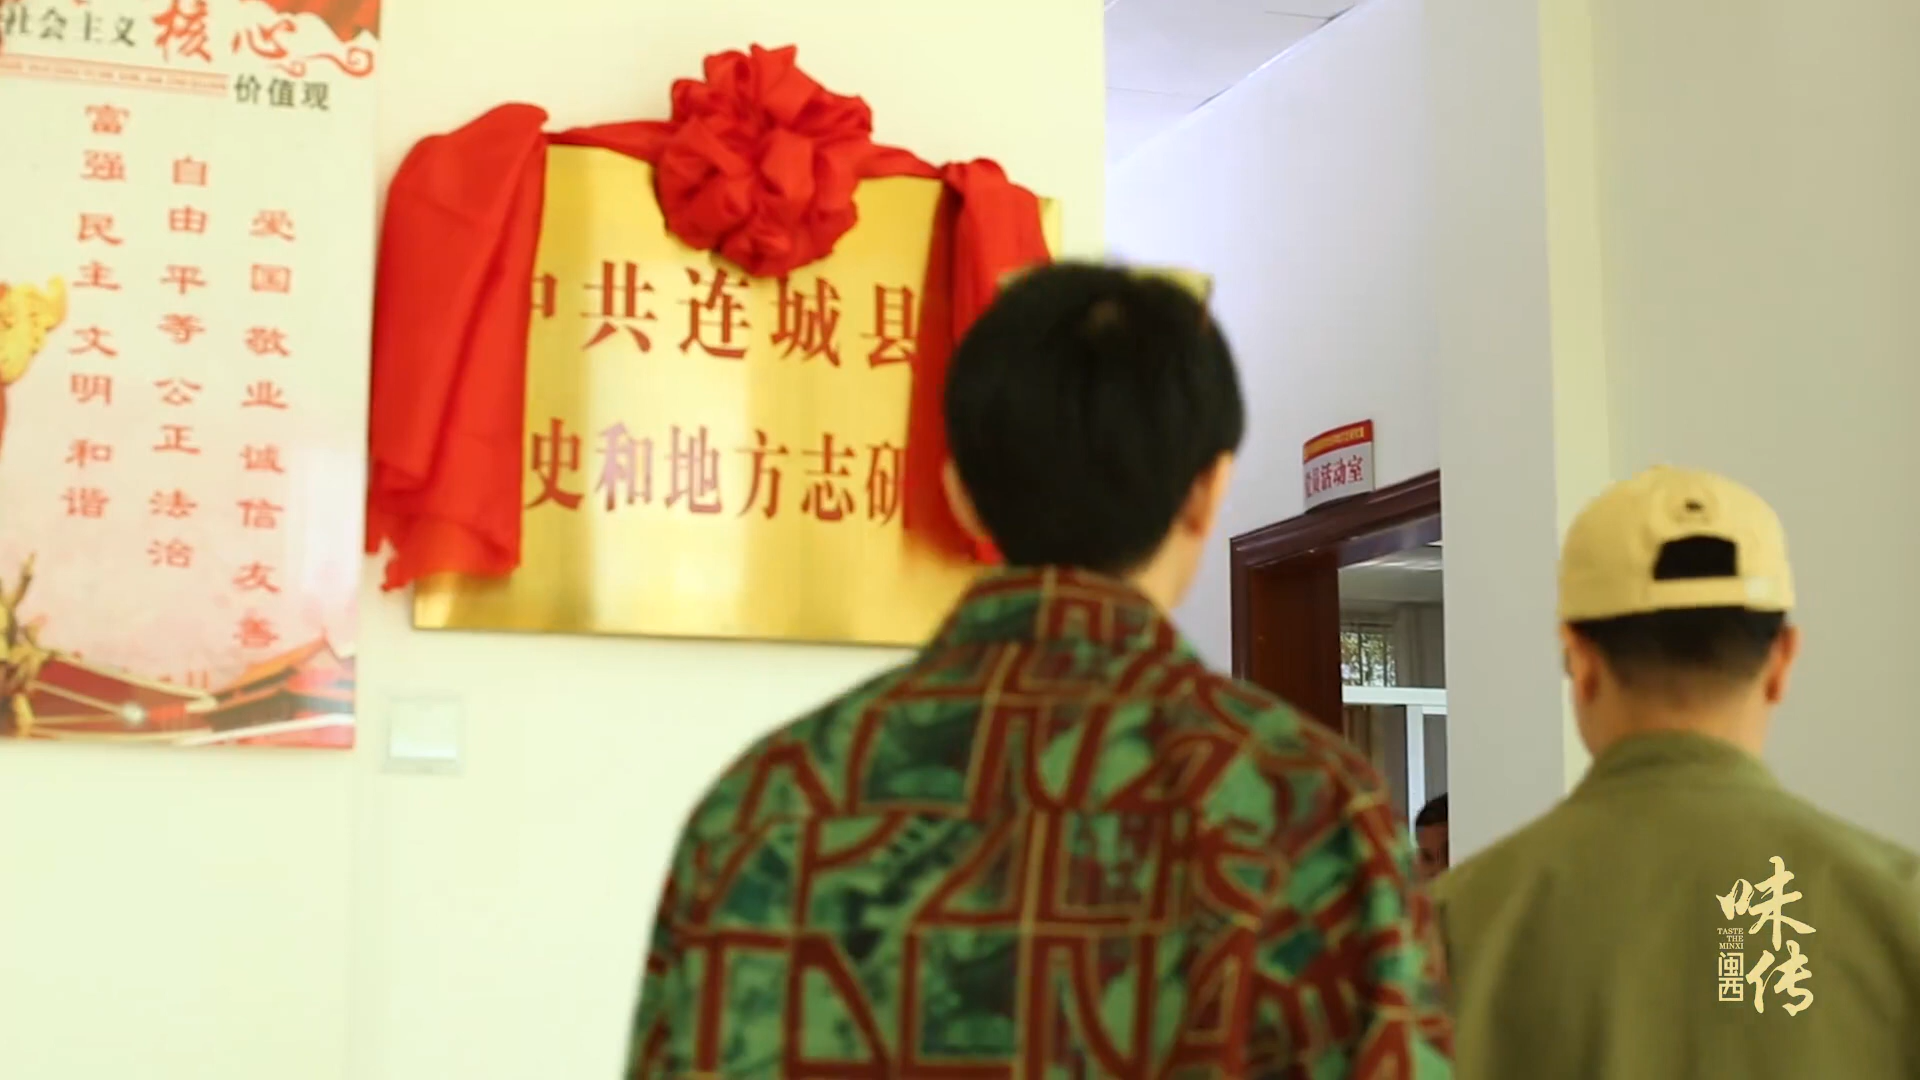 社会主义核心
价值观
富强 民主 文明 和谐
自由 平等 公正 法治
爱国 敬业 诚信 友善
中共连城县
史和地方志研
党员活动室
味传
TASTE
THE
MINXI
闽西